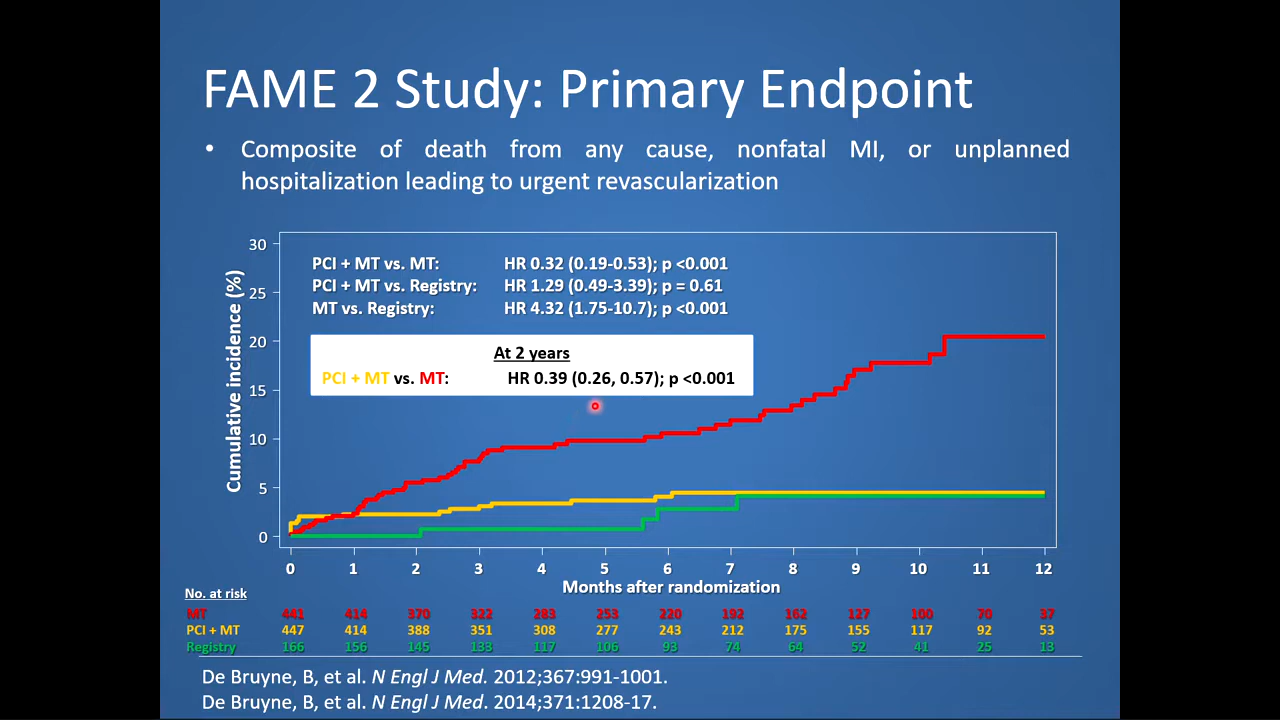 FAME 2 Study: Primary Endpoint
• Composite of death from any cause, nonfatal MI, or unplanned
hospitalization leading to urgent revascularization
Cumulative incidence (%)
30
25
20
15
10
5
0
PCI + MT vs. MT: HR 0.32 (0.19-0.53); p <0.001
PCI + MT vs. Registry: HR 1.29 (0.49-3.39); p = 0.61
MT vs. Registry: HR 4.32 (1.75-10.7); p <0.001
At 2 years
PCI + MT vs. MT: HR 0.39 (0.26, 0.57); p <0.001
0 1 2 3 4 5 6 7 8 9 10 11 12
Months after randomization
No. at risk
MT 441 414 370 322 283 253 220 192 162 127 100 70 37
PCI + MT 447 414 388 351 308 277 243 212 175 155 117 92 53
Registry 166 156 145 133 117 106 93 74 64 52 41 25 13
De Bruyne, B, et al. N Engl J Med. 2012;367:991-1001.
De Bruyne, B, et al. N Engl J Med. 2014;371:1208-17.